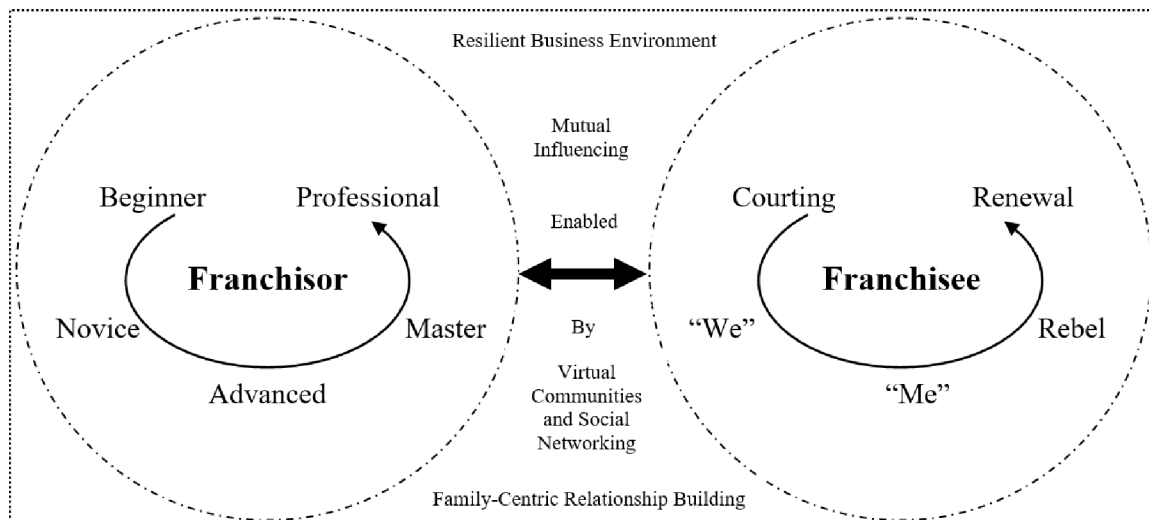 Resilient Business Environment
Mutual
Influencing
Enabled
By
Virtual
Communities
and Social
Networking
Family-Centric Relationship Building
Beginner
Professional
Franchisor
Novice
Master
Advanced
Courting
Renewal
Franchisee
“We”
Rebel
“Me”